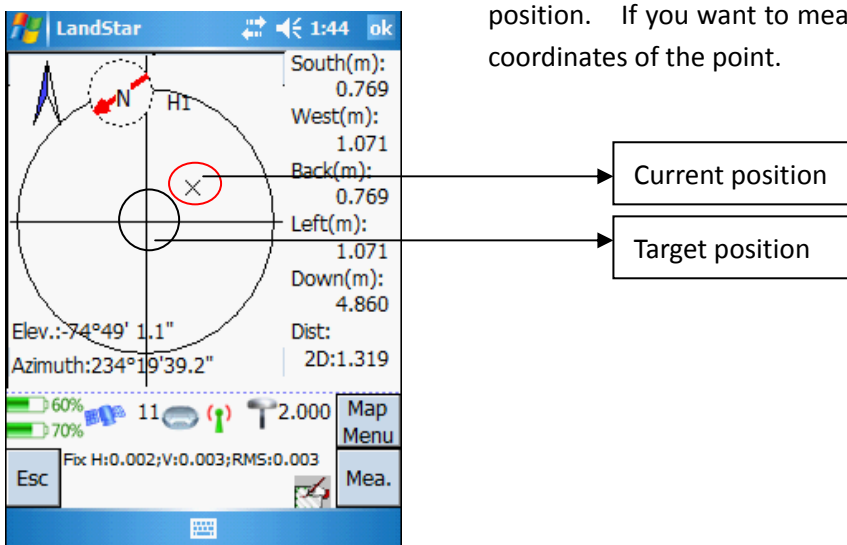 position. If you want to mea
coordinates of the point.
LandStar 1:44 ok
South(m):
0.769
West(m):
1.071
Back(m):
0.769
Left(m):
1.071
Down(m):
4.860
Dist:
2D:1.319
N
H1
Elev.:-74°49' 1.1"
Azimuth:234°19'39.2"
60%
70%
11
2.000
Map
Menu
Fix H:0.002;V:0.003;RMS:0.003
Esc
Mea.
Current position
Target position